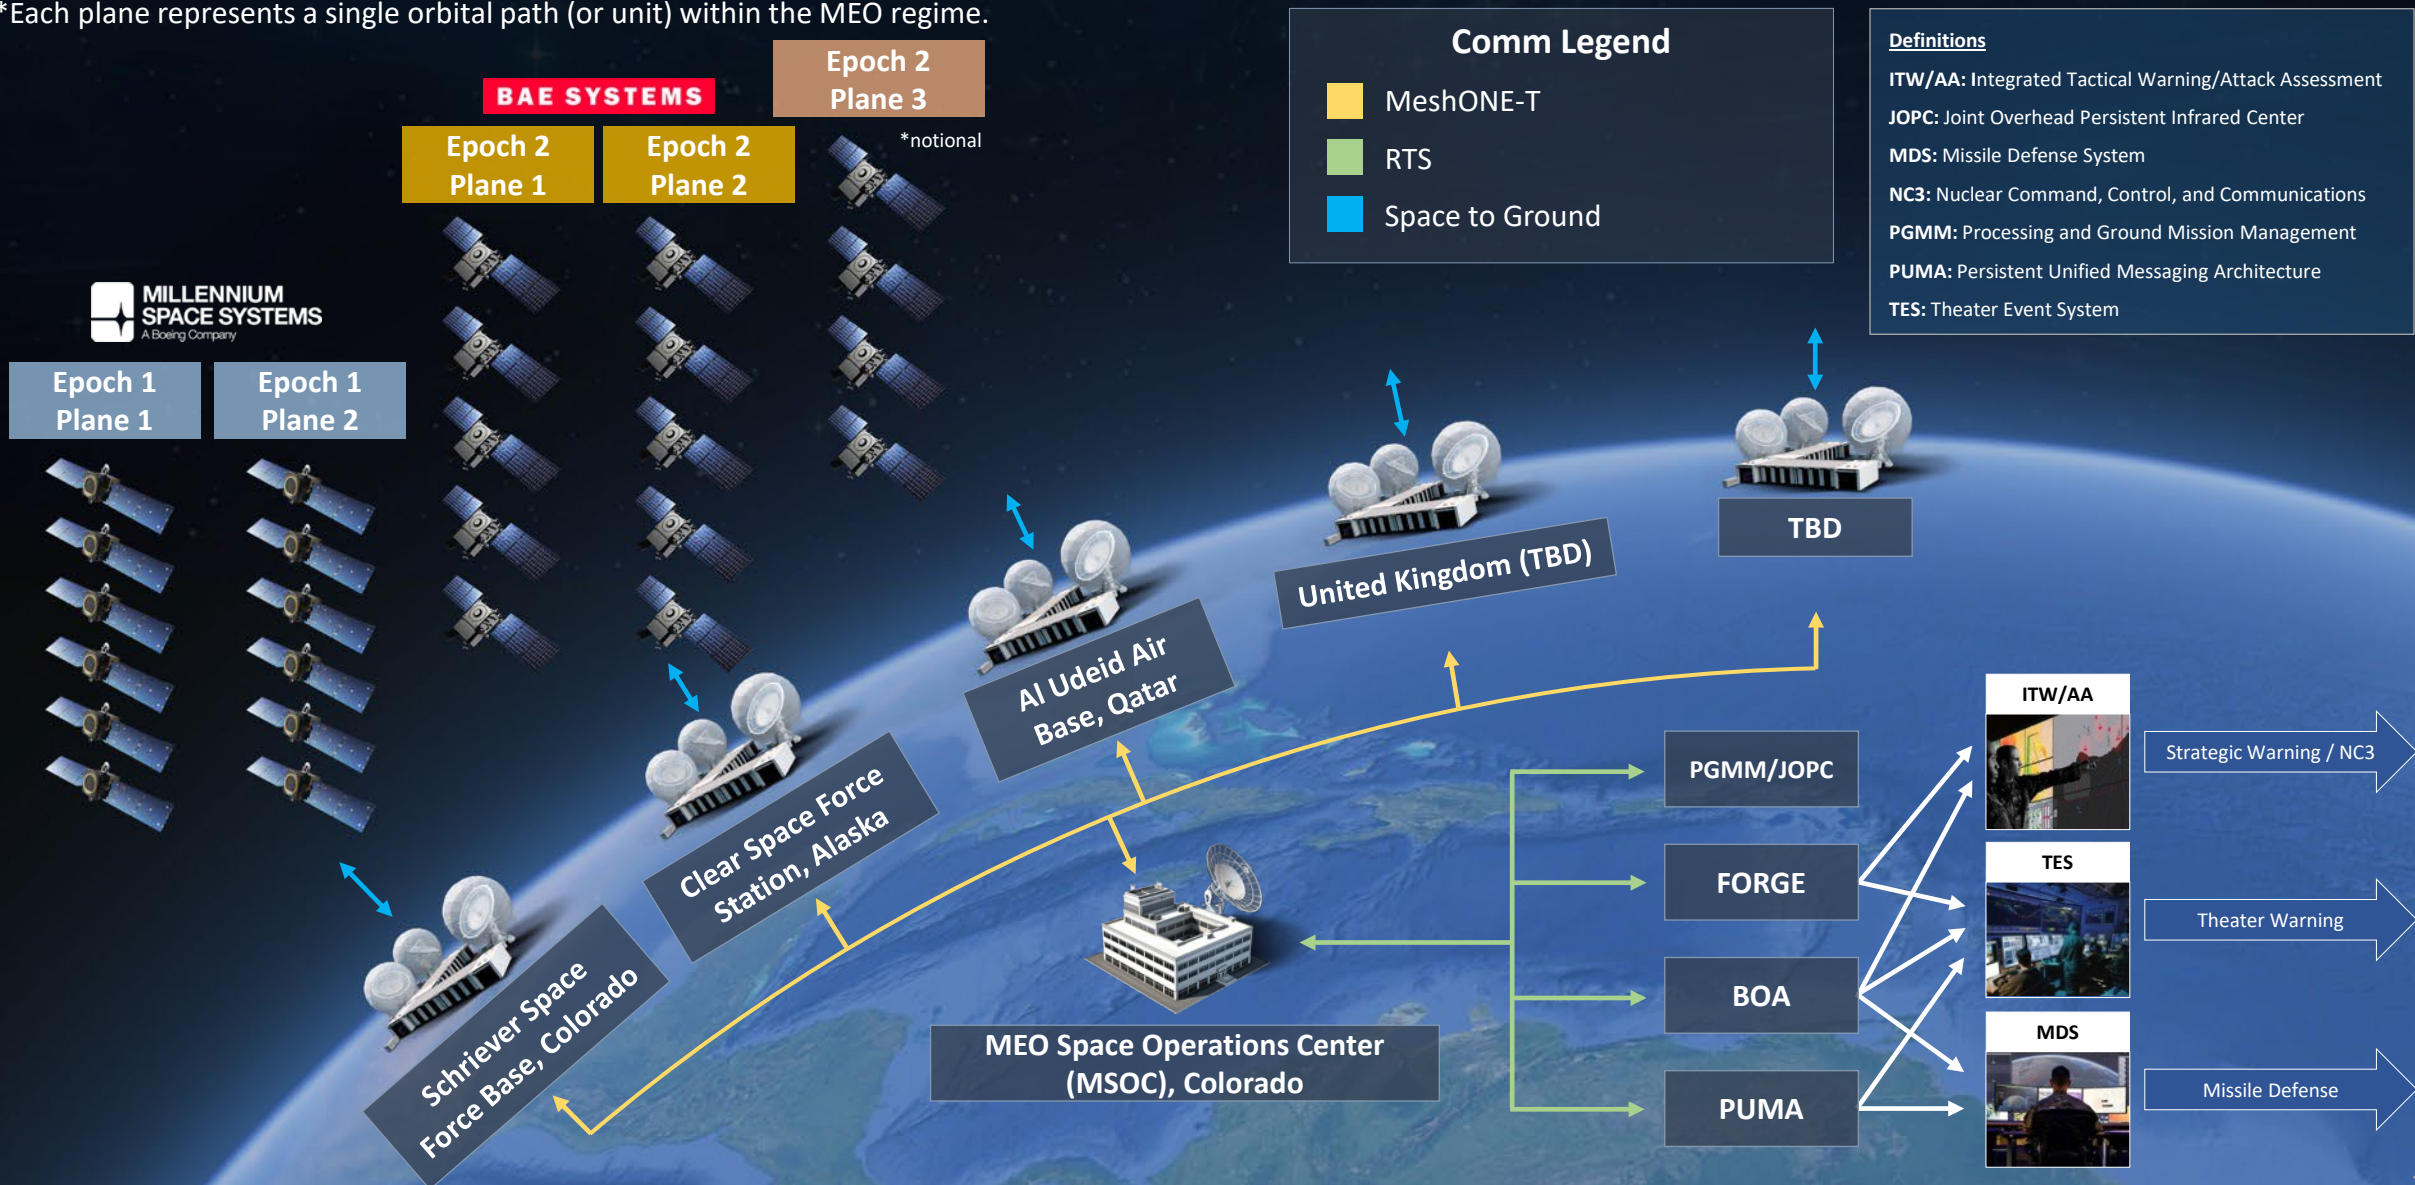 *Each plane represents a single orbital path (or unit) within the MEO regime.
Epoch 2
Plane 3
*notional
BAE SYSTEMS
Epoch 2
Plane 1
Epoch 2
Plane 2
MILLENNIUM
SPACE SYSTEMS
A Boeing Company
Epoch 1
Plane 1
Epoch 1
Plane 2
Comm Legend
MeshONE-T
RTS
Space to Ground
Definitions
ITW/AA: Integrated Tactical Warning/Attack Assessment
JOPC: Joint Overhead Persistent Infrared Center
MDS: Missile Defense System
NC3: Nuclear Command, Control, and Communications
PGMM: Processing and Ground Mission Management
PUMA: Persistent Unified Messaging Architecture
TES: Theater Event System
Schriever Space
Force Base, Colorado
Clear Space Force
Station, Alaska
Al Udeid Air
Base, Qatar
United Kingdom (TBD)
TBD
MEO Space Operations Center
(MSOC), Colorado
PGMM/JOPC
FORGE
BOA
PUMA
ITW/AA
Strategic Warning / NC3
TES
Theater Warning
MDS
Missile Defense